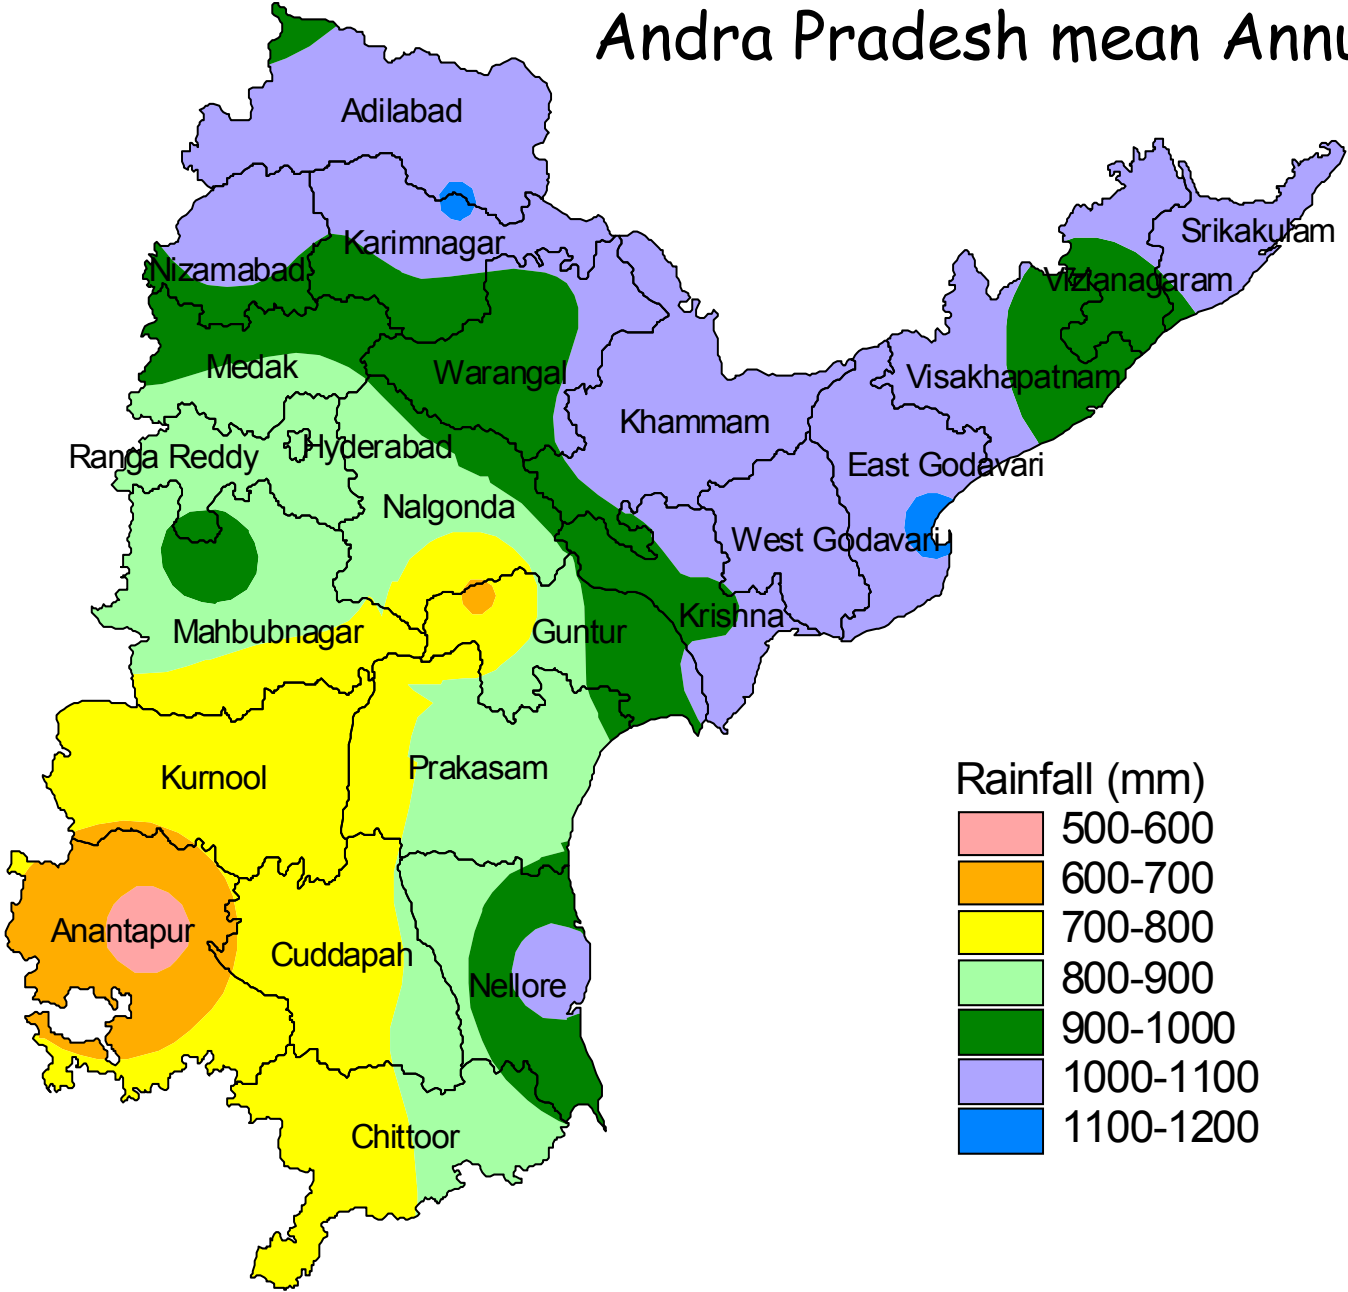 Andra Pradesh mean Annu
Adilabad
Srikakulam
Karimnagar
Nizamabad
Vizianagaram
Medak
Warangal
Visakhapatnam
Khammam
Ranga Reddy
Hyderabad
East Godavari
Nalgonda
West Godavari
Krishna
Mahbubnagar
Guntur
Kurnool
Prakasam
Rainfall (mm)
500-600
600-700
700-800
800-900
900-1000
1000-1100
1100-1200
Anantapur
Cuddapah
Nellore
Chittoor